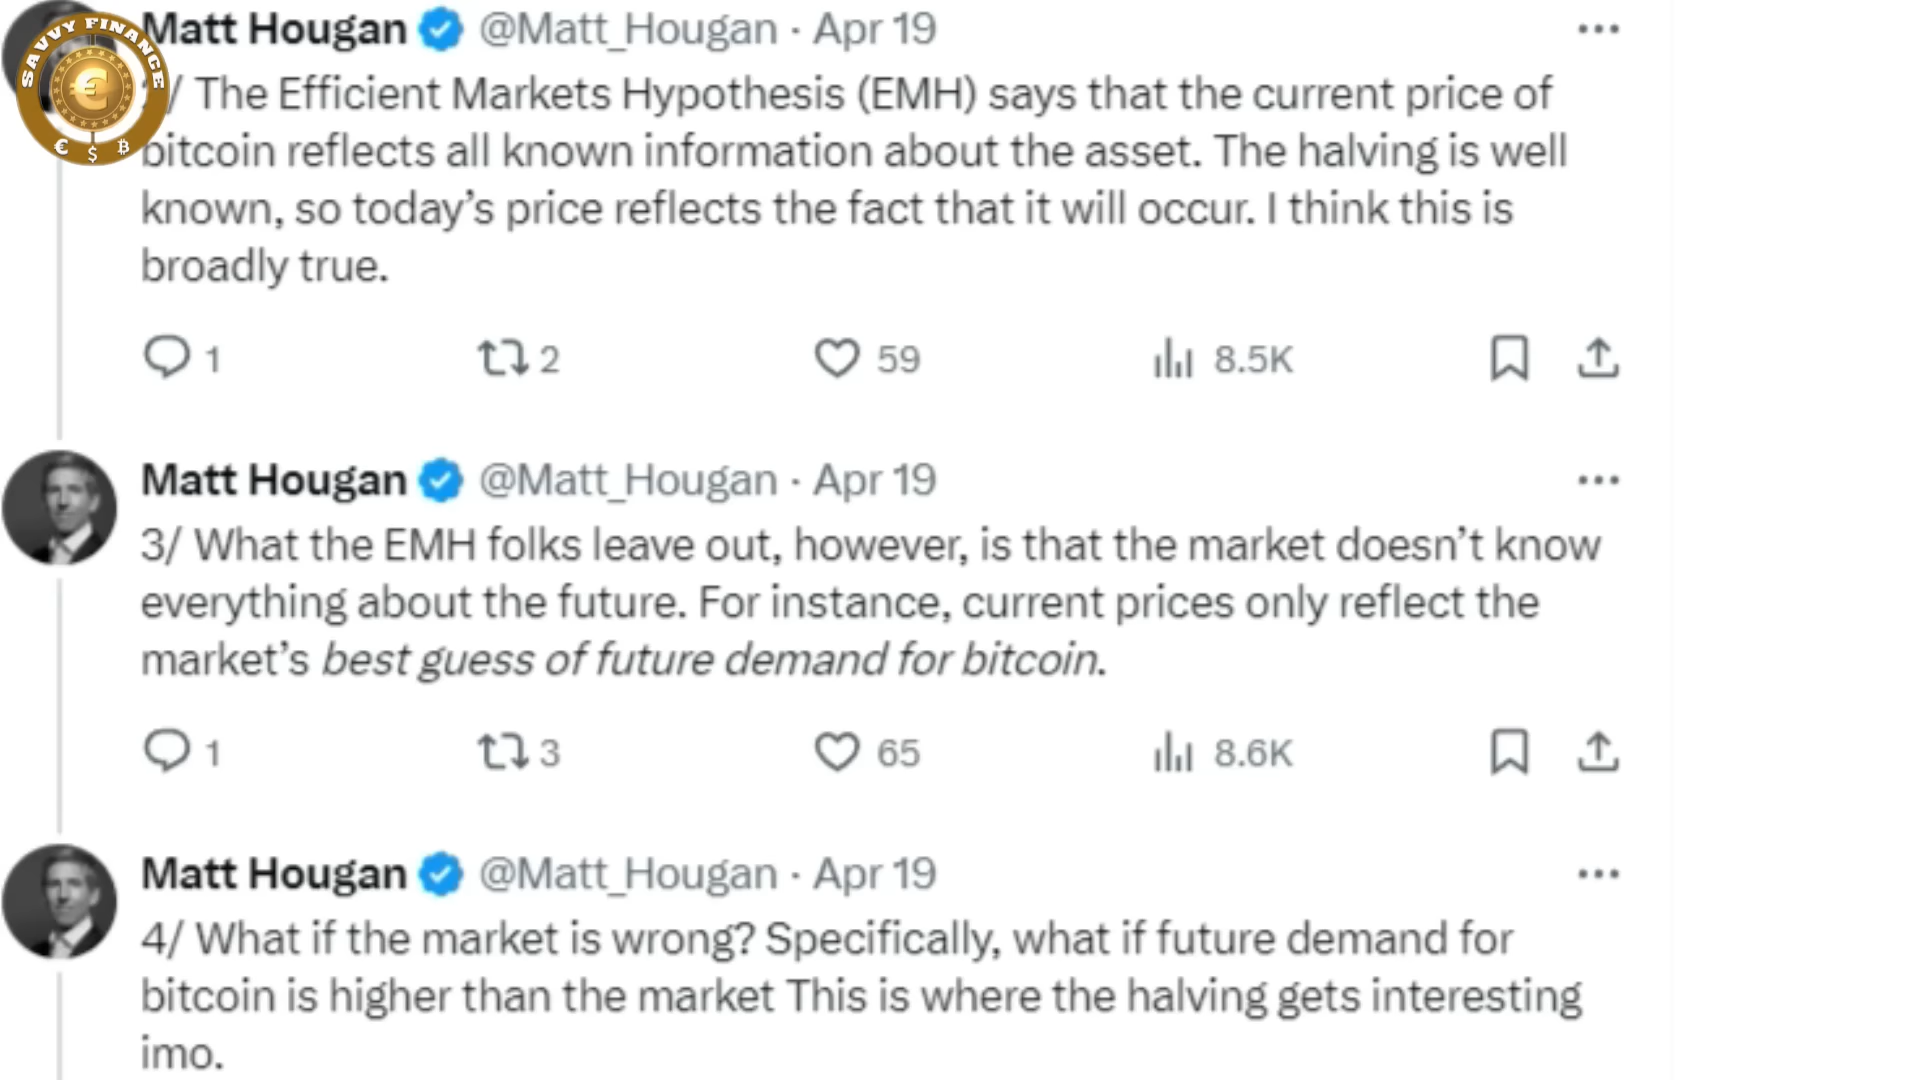 SAVVY FINANCE
€ $ ₿
Matt Hougan @Matt_Hougan · Apr 19
/ The Efficient Markets Hypothesis (EMH) says that the current price of
bitcoin reflects all known information about the asset. The halving is well
known, so today’s price reflects the fact that it will occur. I think this is
broadly true.
1 2 59 8.5K
Matt Hougan @Matt_Hougan · Apr 19
3/ What the EMH folks leave out, however, is that the market doesn’t know
everything about the future. For instance, current prices only reflect the
market’s best guess of future demand for bitcoin.
1 3 65 8.6K
Matt Hougan @Matt_Hougan · Apr 19
4/ What if the market is wrong? Specifically, what if future demand for
bitcoin is higher than the market This is where the halving gets interesting
imo.